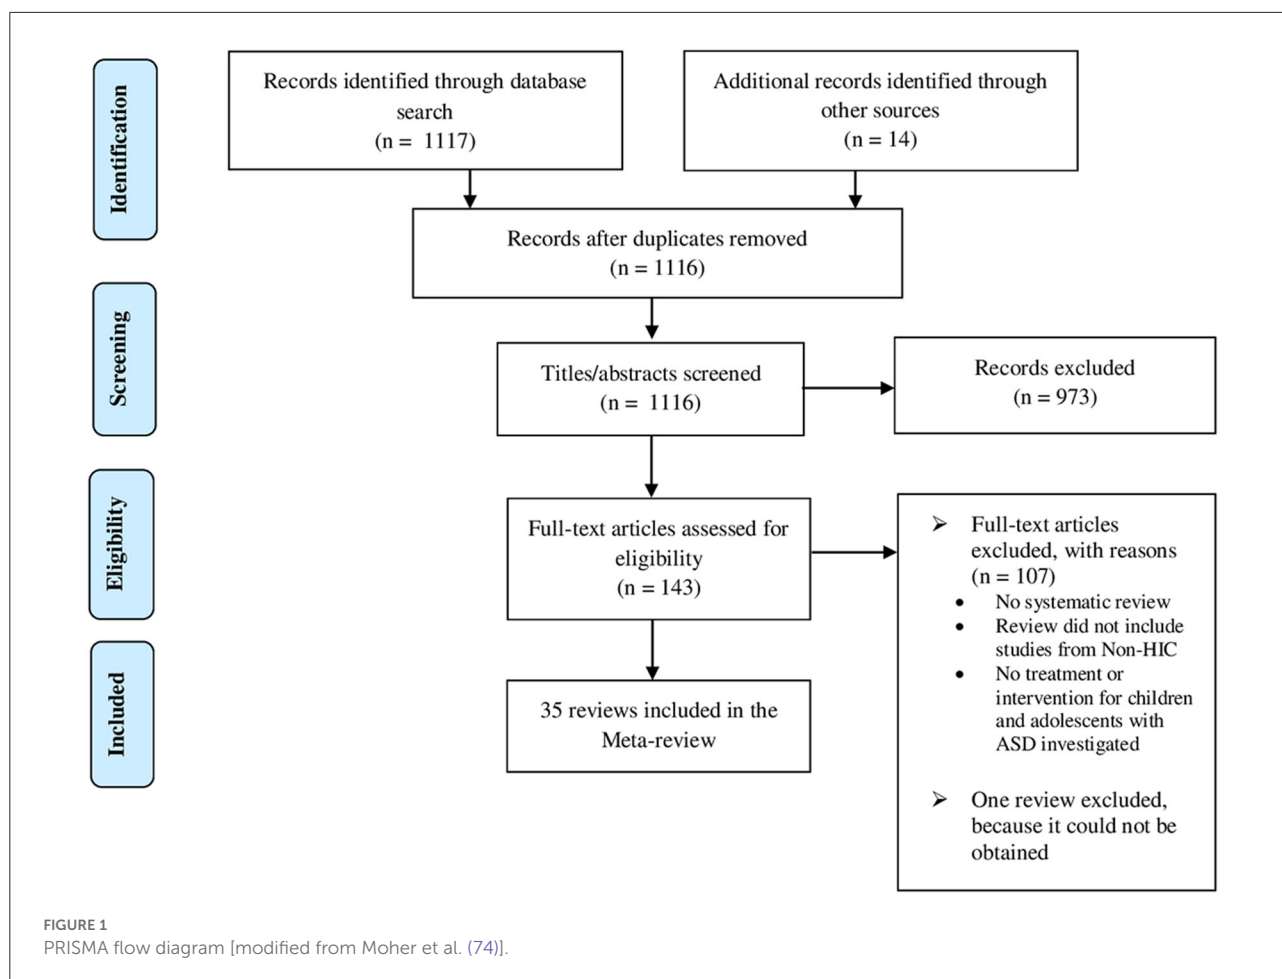 Identification
Records identified through database
search
(n = 1117)
Additional records identified through
other sources
(n = 14)
Records after duplicates removed
(n = 1116)
Screening
Titles/abstracts screened
(n = 1116)
Records excluded
(n = 973)
Eligibility
Full-text articles assessed for
eligibility
(n = 143)
➢ Full-text articles
excluded, with reasons
(n = 107)
• No systematic review
• Review did not include
studies from Non-HIC
• No treatment or
intervention for children
and adolescents with
ASD investigated
➢ One review excluded,
because it could not be
obtained
Included
35 reviews included in the
Meta-review
FIGURE 1
PRISMA flow diagram [modified from Moher et al. (74)].